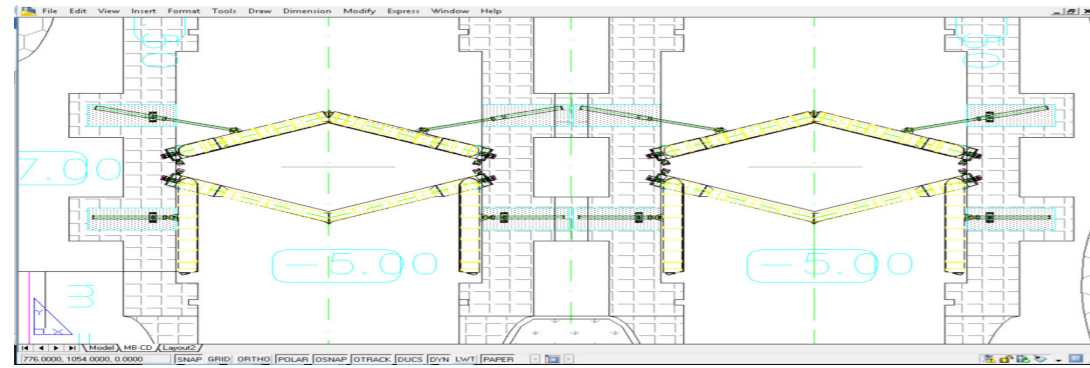 File Edit View Insert Format Tools Draw Dimension Modify Express Window Help
7.00
-5.00
-5.00
m
Model MB-CD Layout2
776.0000, 1054.0000, 0.0000 SNAP GRID ORTHO POLAR OSNAP OTRACK DUCS DYN LWT PAPER